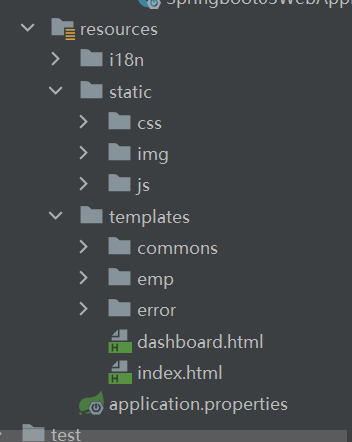 resources
i18n
static
css
img
js
templates
commons
emp
error
dashboard.html
index.html
application.properties
test